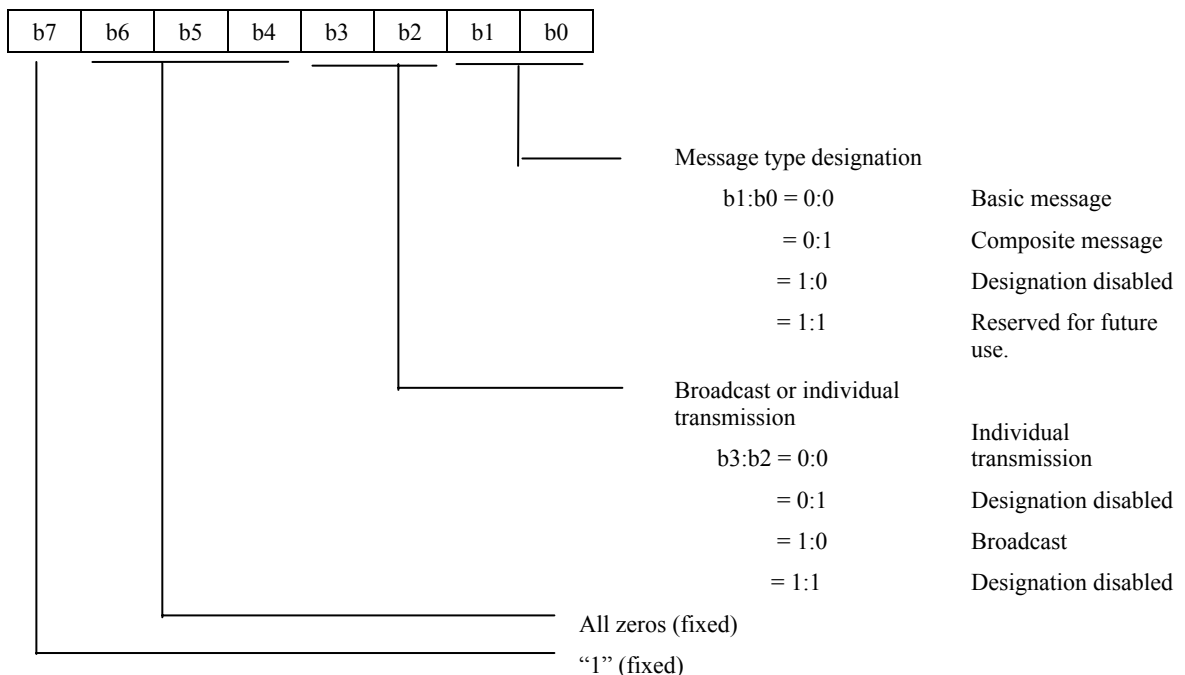 b7 b6 b5 b4 b3 b2 b1 b0
Message type designation
b1:b0 = 0:0 Basic message
= 0:1 Composite message
= 1:0 Designation disabled
= 1:1 Reserved for future
use.
Broadcast or individual
transmission
Individual
b3:b2 = 0:0 transmission
= 0:1 Designation disabled
= 1:0 Broadcast
= 1:1 Designation disabled
All zeros (fixed)
“1” (fixed)